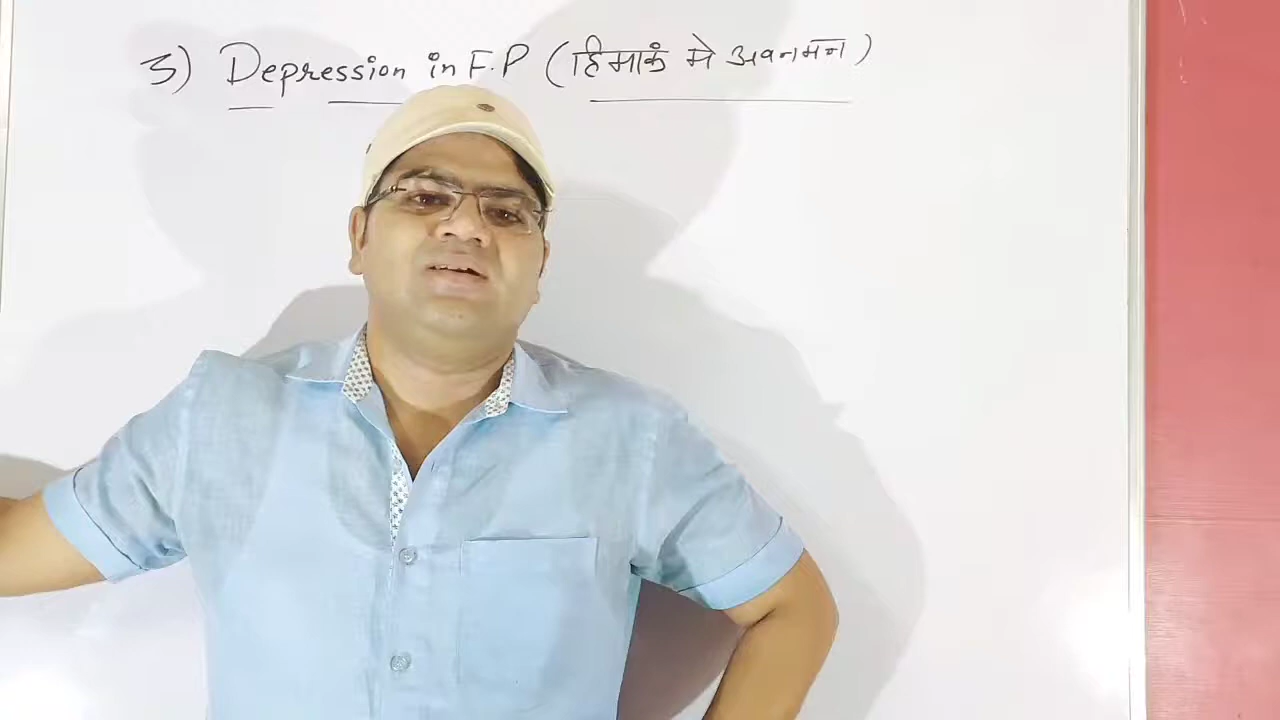 3) Depression in F.P (हिमाकं मे अवनमन)